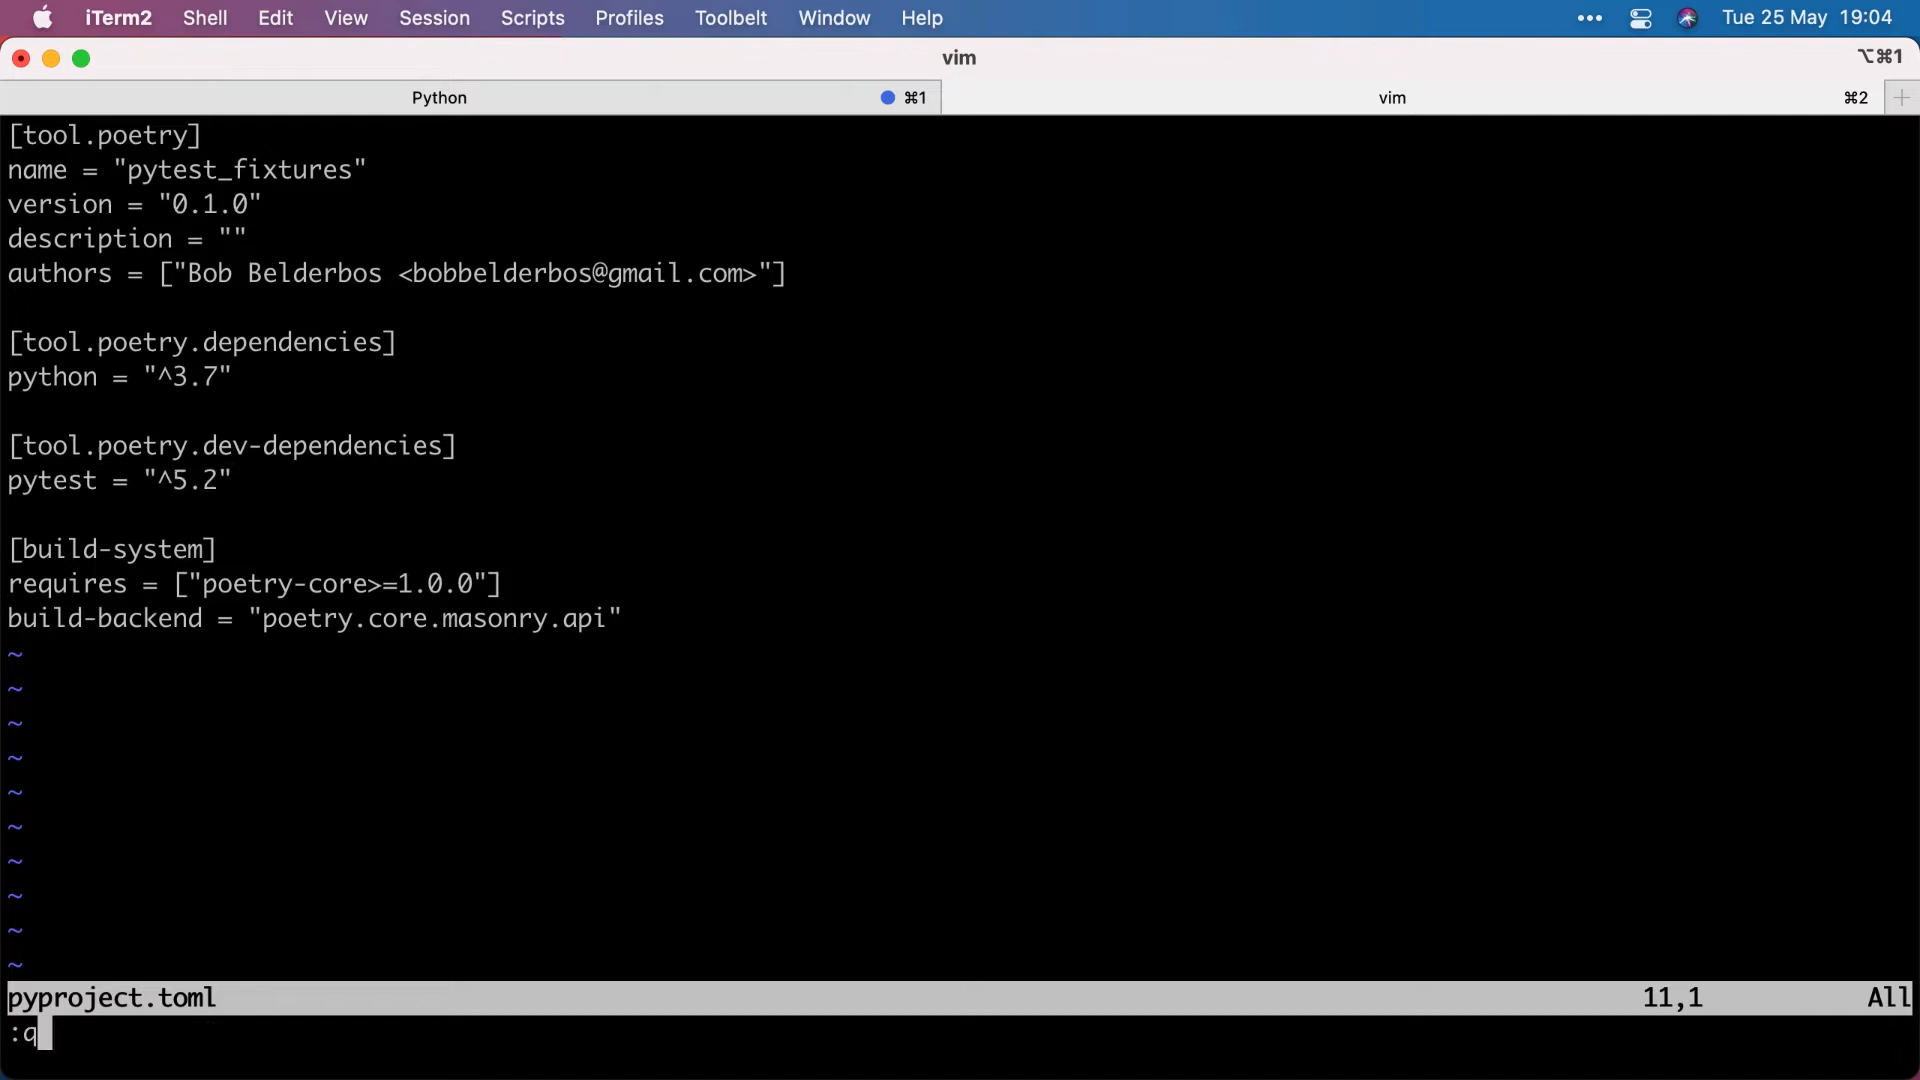 iTerm2 Shell Edit View Session Scripts Profiles Toolbelt Window Help Tue 25 May 19:04
vim ⌥⌘1
Python ⌘1 vim ⌘2
[tool.poetry]
name = "pytest_fixtures"
version = "0.1.0"
description = ""
authors = ["Bob Belderbos <bobbelderbos@gmail.com>"]
[tool.poetry.dependencies]
python = "^3.7"
[tool.poetry.dev-dependencies]
pytest = "^5.2"
[build-system]
requires = ["poetry-core>=1.0.0"]
build-backend = "poetry.core.masonry.api"
~
~
~
~
~
~
~
~
~
~
pyproject.toml 11,1 All
:q